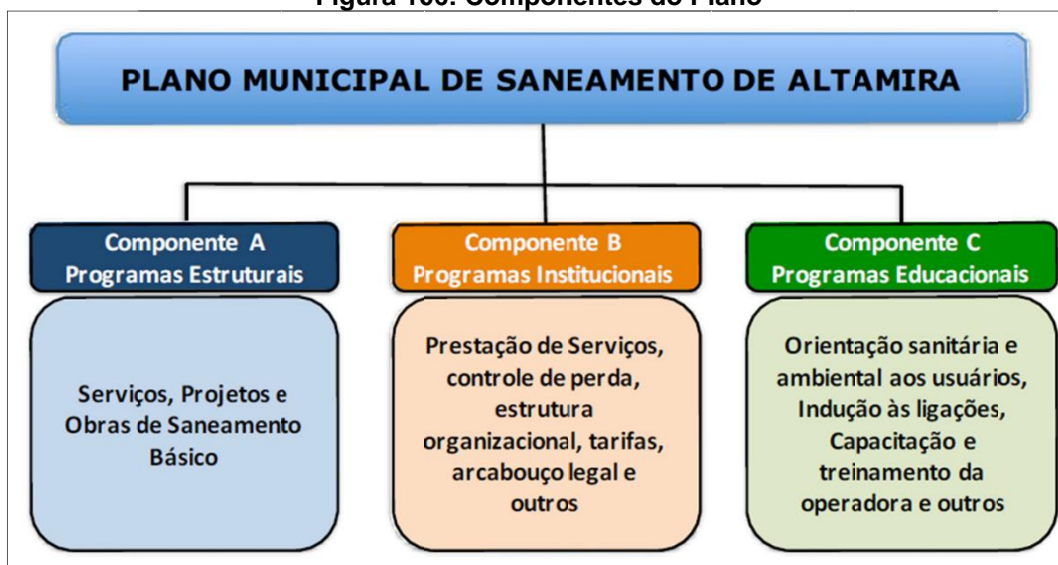 Figura 100. Componentes do Plano
PLANO MUNICIPAL DE SANEAMENTO DE ALTAMIRA
Componente A
Programas Estruturais
Serviços, Projetos e
Obras de Saneamento
Básico
Componente B
Programas Institucionais
Prestação de Serviços,
controle de perda,
estrutura
organizacional, tarifas,
arcabouço legal e
outros
Componente C
Programas Educacionais
Orientação sanitária e
ambiental aos usuários,
Indução às ligações,
Capacitação e
treinamento da
operadora e outros